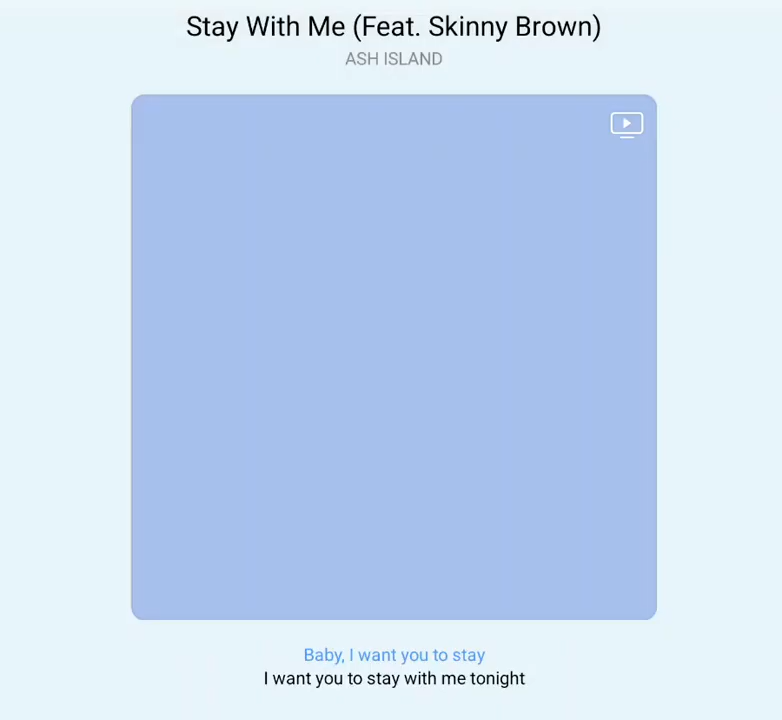 Stay With Me (Feat. Skinny Brown)
ASH ISLAND
Baby, I want you to stay
I want you to stay with me tonight